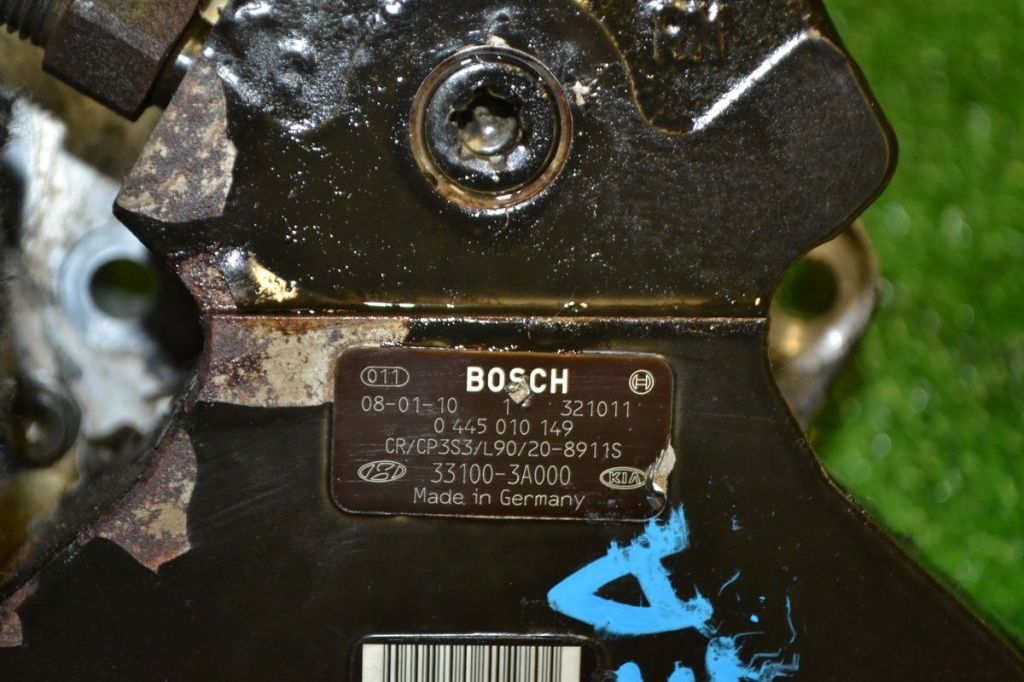 011 BOSCH
08-01-10 1 321011
0 445 010 149
CR/CP3S3/L90/20-8911S
33100-3A000 KIA
Made in Germany